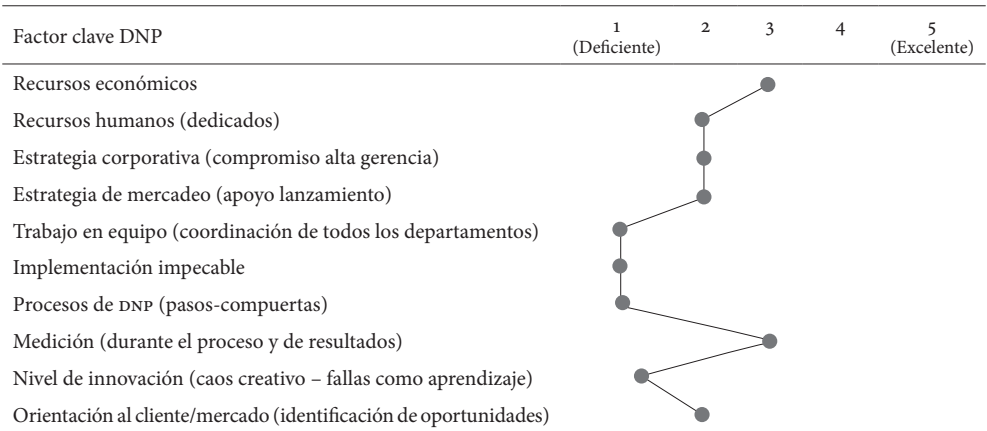 Factor clave DNP 1 2 3 4 5
(Deficiente) (Excelente)
Recursos económicos
Recursos humanos (dedicados)
Estrategia corporativa (compromiso alta gerencia)
Estrategia de mercadeo (apoyo lanzamiento)
Trabajo en equipo (coordinación de todos los departamentos)
Implementación impecable
Procesos de DNP (pasos-compuertas)
Medición (durante el proceso y de resultados)
Nivel de innovación (caos creativo – fallas como aprendizaje)
Orientación al cliente/mercado (identificación de oportunidades)